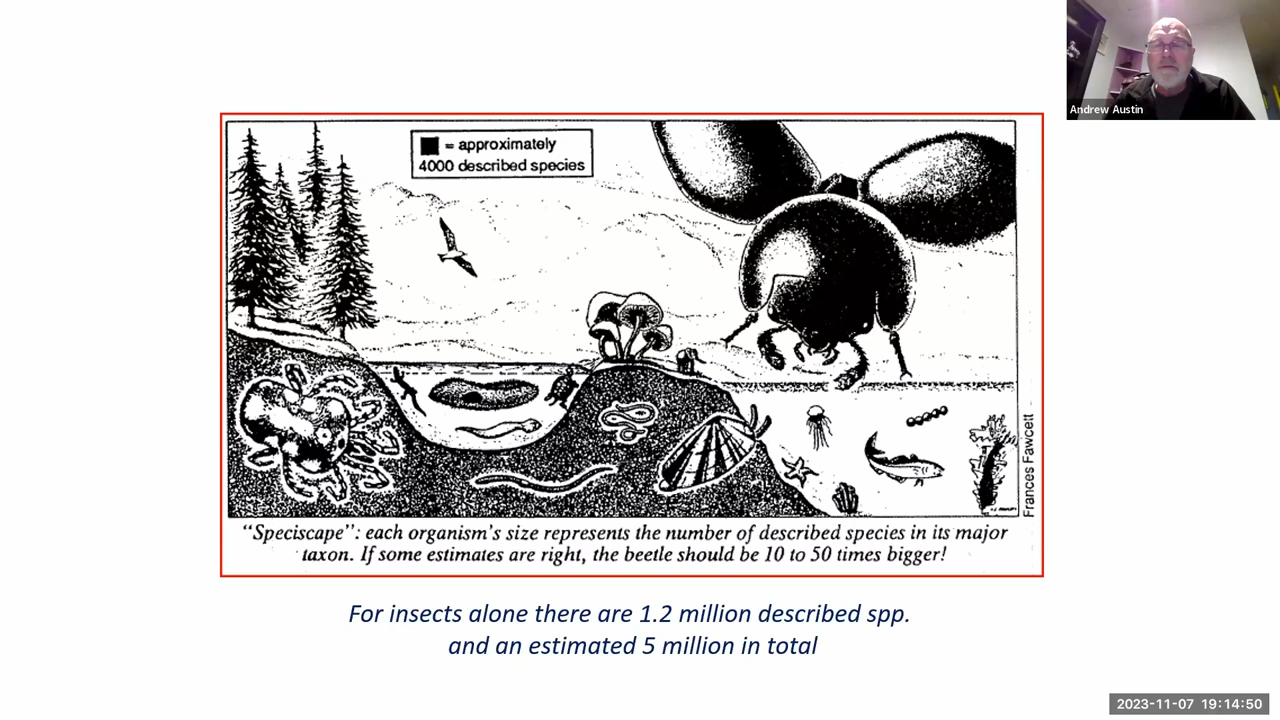 Andrew Austin
= approximately
4000 described species
Frances Fawcett
“Speciscape”: each organism’s size represents the number of described species in its major
taxon. If some estimates are right, the beetle should be 10 to 50 times bigger!
For insects alone there are 1.2 million described spp.
and an estimated 5 million in total
2023-11-07 19:14:50